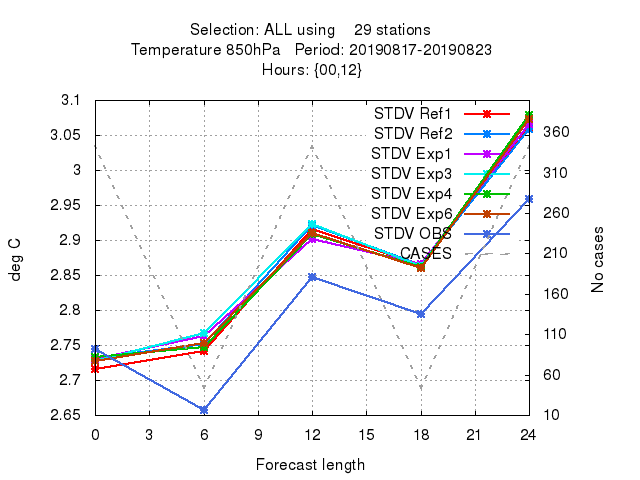 Selection: ALL using 29 stations
Temperature 850hPa Period: 20190817-20190823
Hours: {00,12}
3.1
3.05
3
2.95
2.9
2.85
2.8
2.75
2.7
2.65
deg C
STDV Ref1
STDV Ref2
STDV Exp1
STDV Exp3
STDV Exp4
STDV Exp6
STDV OBS
CASES
360
310
260
210
160
110
60
10
No cases
0 3 6 9 12 15 18 21 24
Forecast length